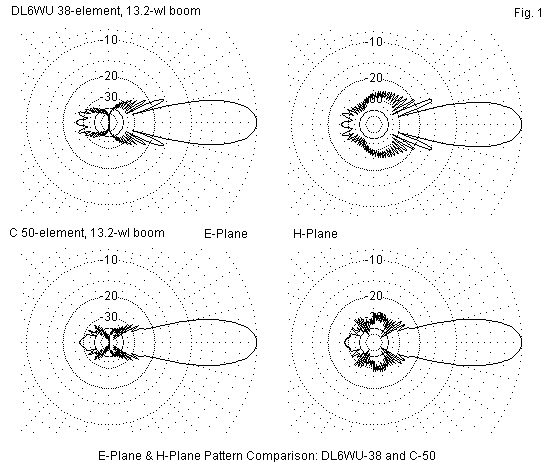 DL6WU 38-element, 13.2-wl boom
Fig. 1
-10
-20
-30
-10
-20
-30
C 50-element, 13.2-wl boom
E-Plane
H-Plane
-10
-20
-30
-10
-20
-30
E-Plane & H-Plane Pattern Comparison: DL6WU-38 and C-50